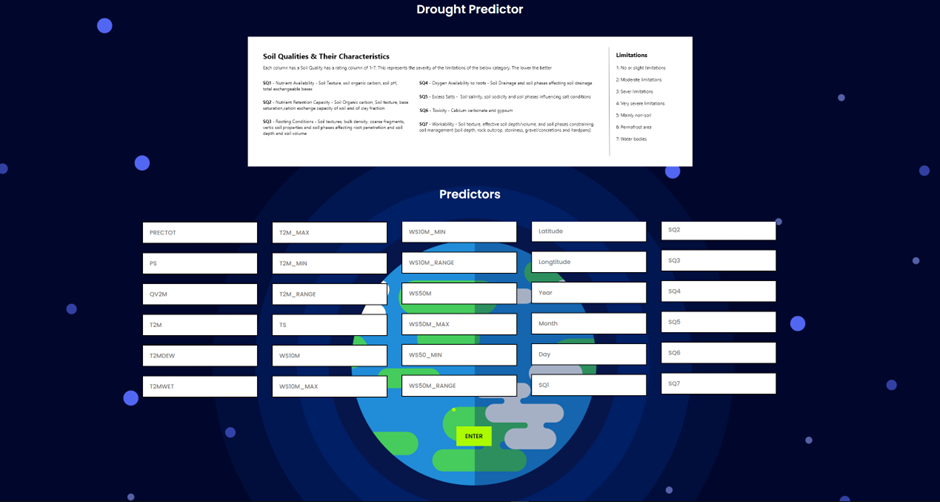 Drought Predictor
Soil Qualities & Their Characteristics
Each column has a Soil Quality has a rating column of 1-7. This represents the severity of the limitations of the below category. The lower the better
SQ1 - Nutrient Availability - Soil Texture, soil organic carbon, soil pH,
total exchangeable bases
SQ2 - Nutrient Retention Capacity - Soil Organic carbon, Soil texture, base
saturation,cation exchange capacity of soil and of clay fraction
SQ3 - Rooting Conditions - Soil textures, bulk density, coarse fragments,
vertic soil properties and soil phases affecting root penetration and soil
depth and soil volume
SQ4 - Oxygen Availability to roots - Soil Drainage and soil phases affecting soil drainage
SQ5 - Excess Salts - Soil salinity, soil sodicity and soil phases influencing salt conditions
SQ6 - Toxicity - Calcium carbonate and gypsum
SQ7 - Workability - Soil texture, effective soil depth/volume, and soil phases constraining
soil management (soil depth, rock outcrop, stoniness, gravel/concretions and hardpans)
Limitations
1- No or slight limitations
2- Moderate limitations
3- Sever limitations
4- Very severe limitations
5- Mainly non-soil
6- Permafrost area
7- Water bodies
Predictors
PRECTOT
T2M_MAX
WS10M_MIN
Latitude
SQ2
PS
T2M_MIN
WS10M_RANGE
Longtitude
SQ3
QV2M
T2M_RANGE
WS50M
Year
SQ4
T2M
TS
WS50M_MAX
Month
SQ5
T2MDEW
WS10M
WS50_MIN
Day
SQ6
T2MWET
WS10M_MAX
WS50M_RANGE
SQ1
SQ7
ENTER